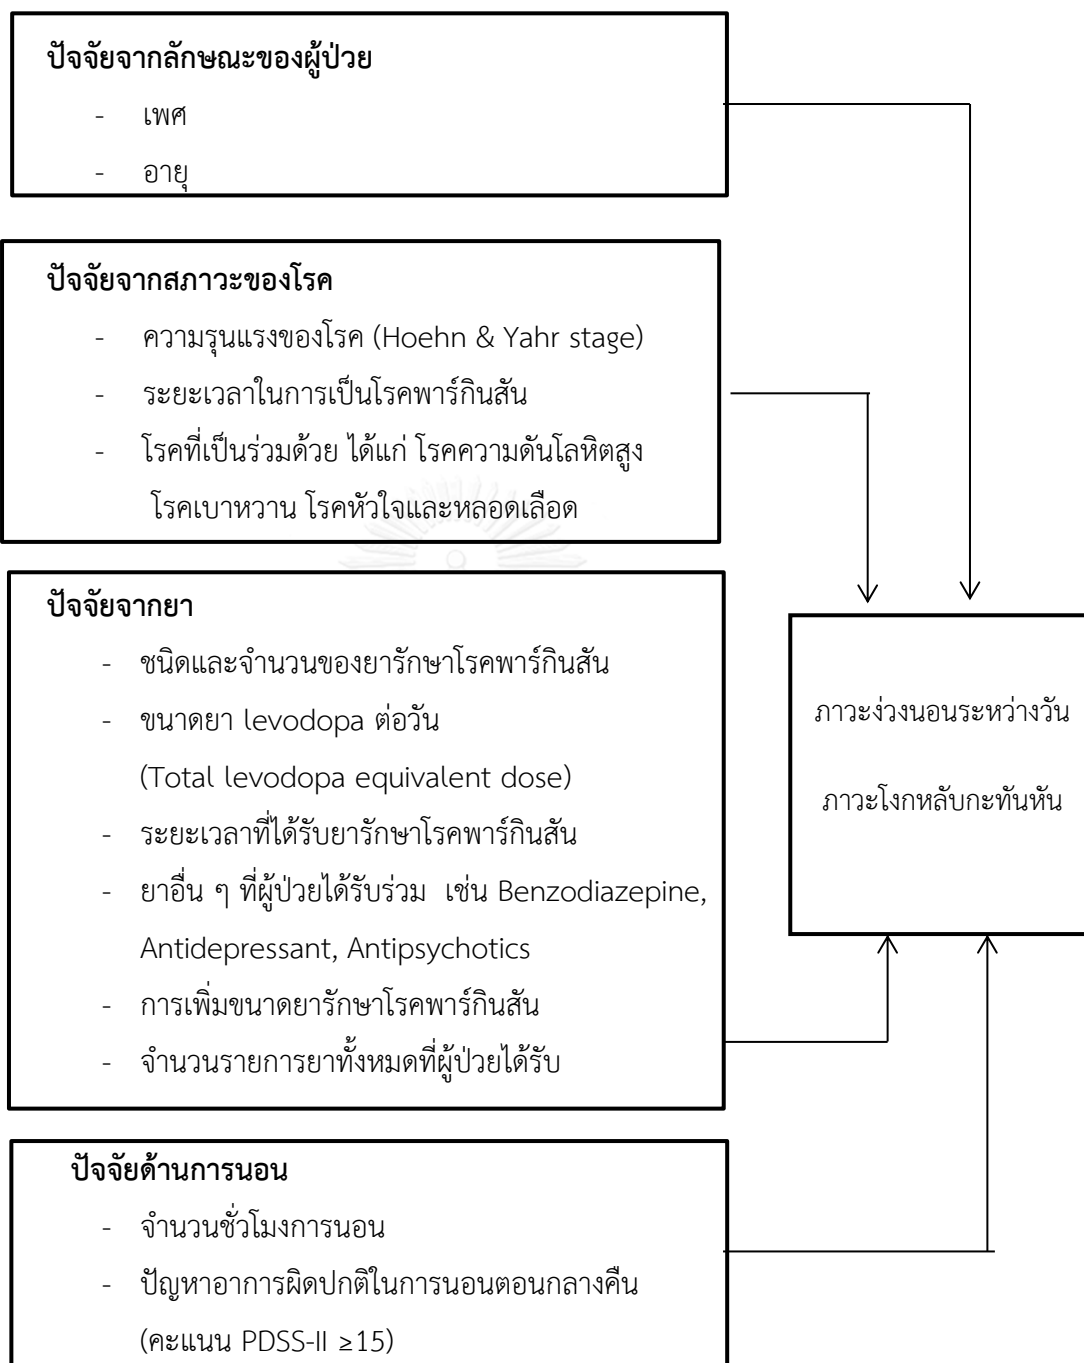 ปัจจัยจากลักษณะของผู้ป่วย
- เพศ
- อายุ
ปัจจัยจากสภาวะของโรค
- ความรุนแรงของโรค (Hoehn & Yahr stage)
- ระยะเวลาในการเป็นโรคพาร์กินสัน
- โรคที่เป็นร่วมด้วย ได้แก่ โรคความดันโลหิตสูง
โรคเบาหวาน โรคหัวใจและหลอดเลือด
ปัจจัยจากยา
- ชนิดและจำนวนของยารักษาโรคพาร์กินสัน
- ขนาดยา levodopa ต่อวัน
(Total levodopa equivalent dose)
- ระยะเวลาที่ได้รับยารักษาโรคพาร์กินสัน
- ยาอื่น ๆ ที่ผู้ป่วยได้รับร่วม เช่น Benzodiazepine,
Antidepressant, Antipsychotics
- การเพิ่มขนาดยารักษาโรคพาร์กินสัน
- จำนวนรายการยาทั้งหมดที่ผู้ป่วยได้รับ
ภาวะง่วงนอนระหว่างวัน
ภาวะโงกหลับกะทันหัน
ปัจจัยด้านการนอน
- จำนวนชั่วโมงการนอน
- ปัญหาอาการผิดปกติในการนอนตอนกลางคืน
(คะแนน PDSS-II ≥15)